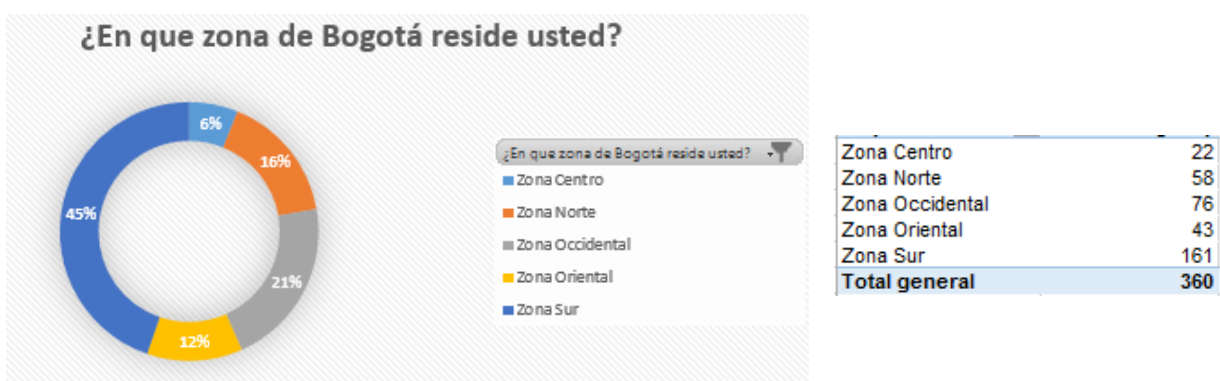 ¿En que zona de Bogotá reside usted?
6%
16%
45%
21%
12%
¿En que zona de Bogotá reside usted?
Zona Centro
Zona Norte
Zona Occidental
Zona Oriental
Zona Sur
Zona Centro 22
Zona Norte 58
Zona Occidental 76
Zona Oriental 43
Zona Sur 161
Total general 360